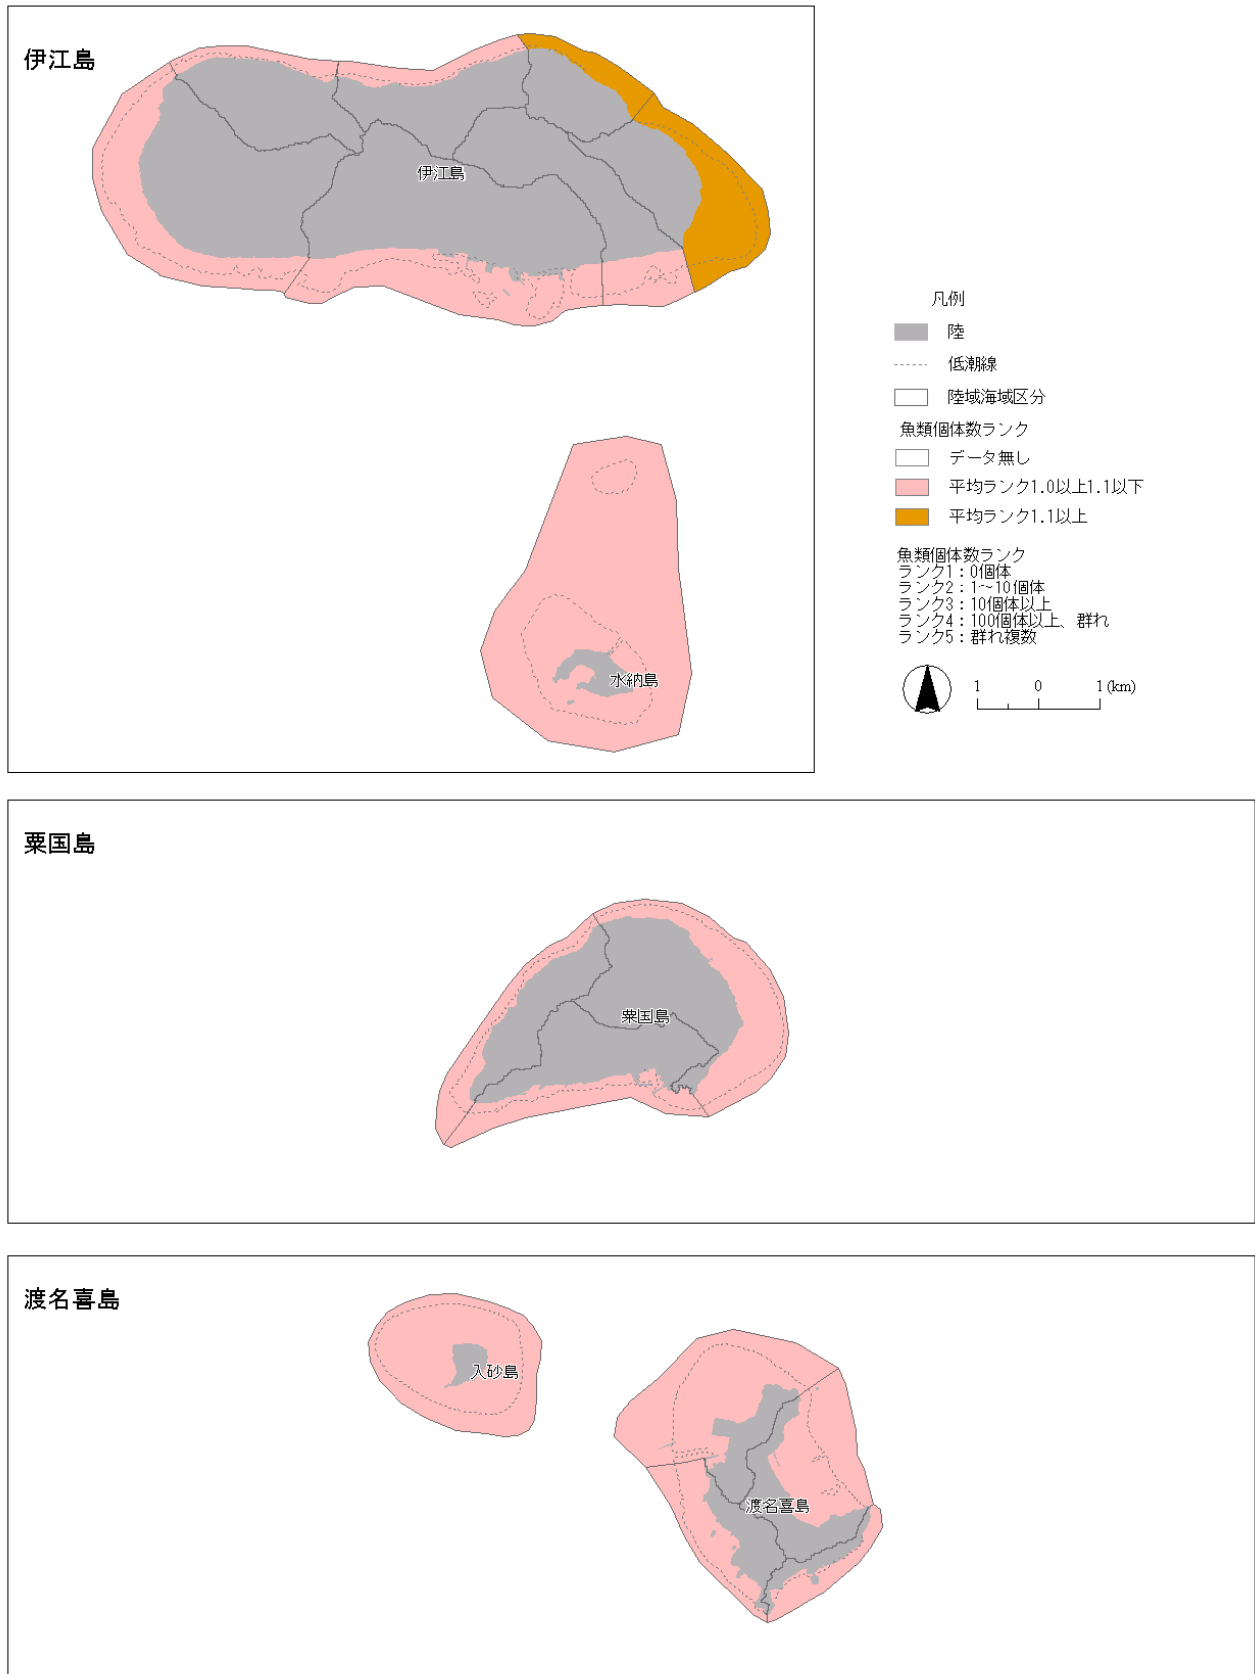 伊江島
伊江島
水納島
凡例
陸
低潮線
陸域海域区分
魚類個体数ランク
データ無し
平均ランク1.0以上1.1以下
平均ランク1.1以上
魚類個体数ランク
ランク1：0個体
ランク2：1～10個体
ランク3：10個体以上
ランク4：100個体以上、群れ
ランク5：群れ複数
1 0 1 (km)
粟国島
粟国島
渡名喜島
入砂島
渡名喜島